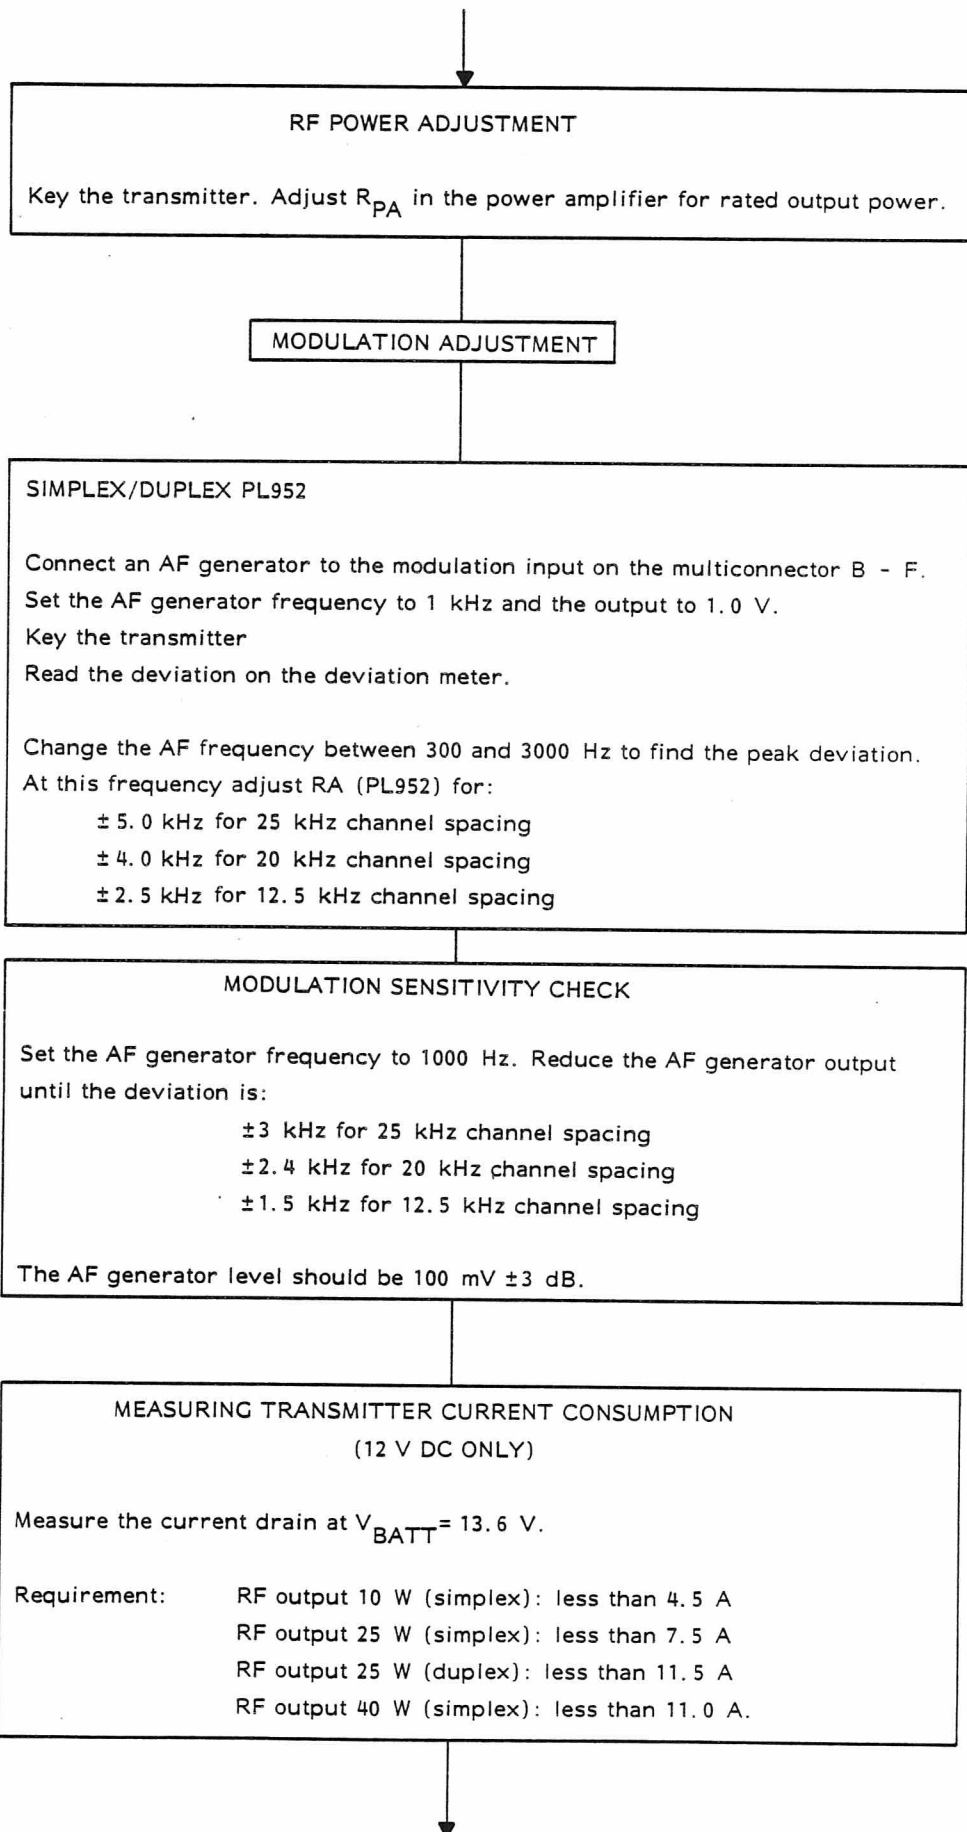 RF POWER ADJUSTMENT
Key the transmitter. Adjust RPA in the power amplifier for rated output power.
MODULATION ADJUSTMENT
SIMPLEX/DUPLEX PL952
Connect an AF generator to the modulation input on the multiconnector B - F.
Set the AF generator frequency to 1 kHz and the output to 1.0 V.
Key the transmitter
Read the deviation on the deviation meter.
Change the AF frequency between 300 and 3000 Hz to find the peak deviation.
At this frequency adjust RA (PL952) for:
±5.0 kHz for 25 kHz channel spacing
±4.0 kHz for 20 kHz channel spacing
±2.5 kHz for 12.5 kHz channel spacing
MODULATION SENSITIVITY CHECK
Set the AF generator frequency to 1000 Hz. Reduce the AF generator output
until the deviation is:
±3 kHz for 25 kHz channel spacing
±2.4 kHz for 20 kHz channel spacing
±1.5 kHz for 12.5 kHz channel spacing
The AF generator level should be 100 mV ±3 dB.
MEASURING TRANSMITTER CURRENT CONSUMPTION
(12 V DC ONLY)
Measure the current drain at VBATT= 13.6 V.
Requirement: RF output 10 W (simplex): less than 4.5 A
RF output 25 W (simplex): less than 7.5 A
RF output 25 W (duplex): less than 11.5 A
RF output 40 W (simplex): less than 11.0 A.